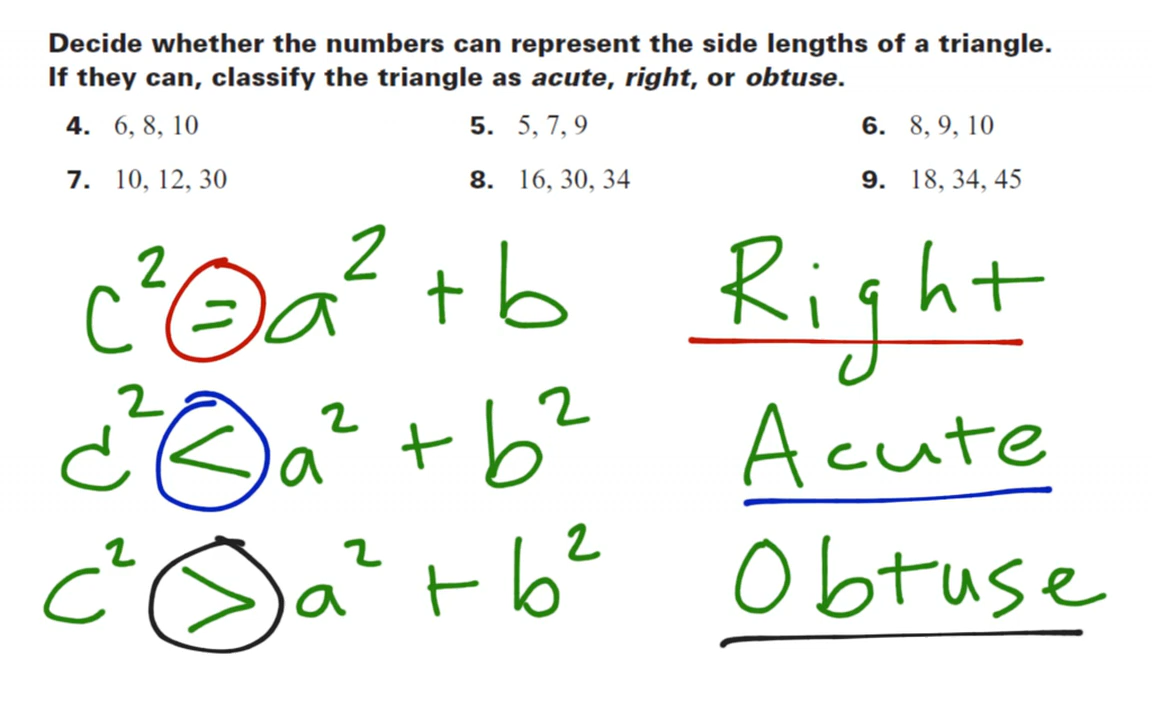 Decide whether the numbers can represent the side lengths of a triangle.
If they can, classify the triangle as acute, right, or obtuse.
4. 6, 8, 10 5. 5, 7, 9 6. 8, 9, 10
7. 10, 12, 30 8. 16, 30, 34 9. 18, 34, 45
c² = a² + b Right
c² < a² + b² Acute
c² > a² + b² Obtuse